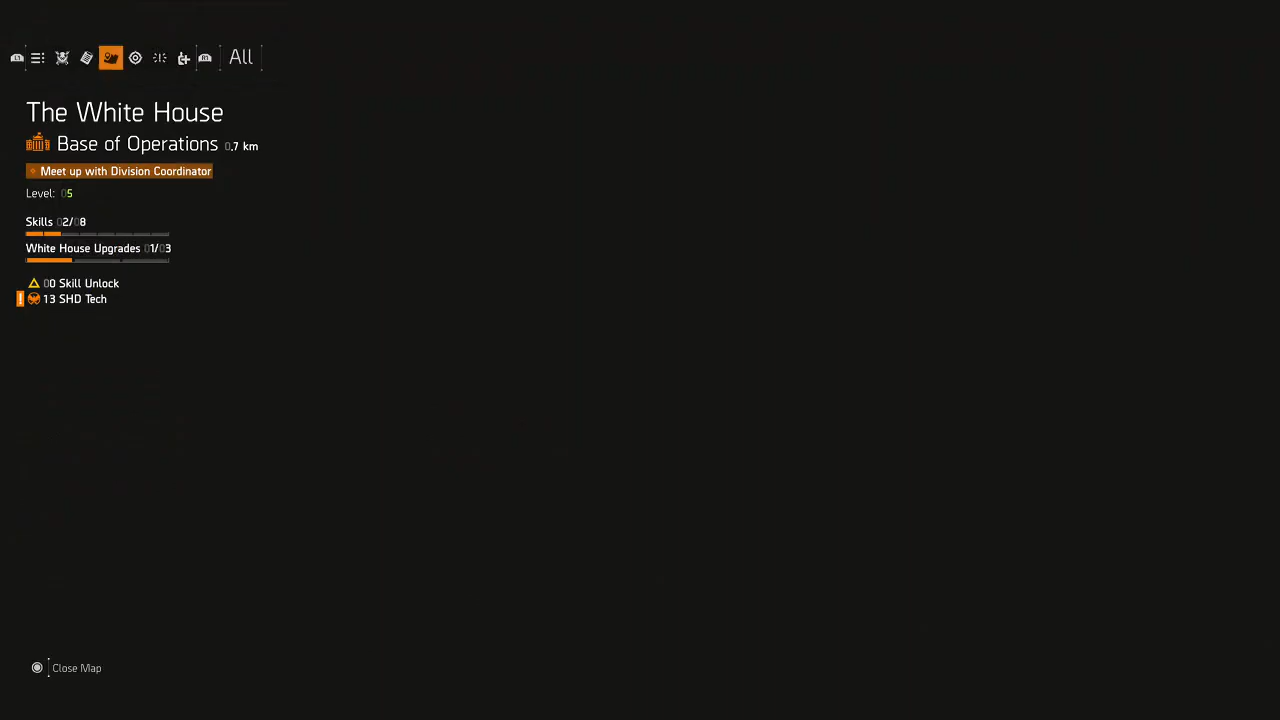 All
The White House
Base of Operations 0.7 km
Meet up with Division Coordinator
Level: 05
Skills 02/08
White House Upgrades 01/03
00 Skill Unlock
! 13 SHD Tech
Close Map